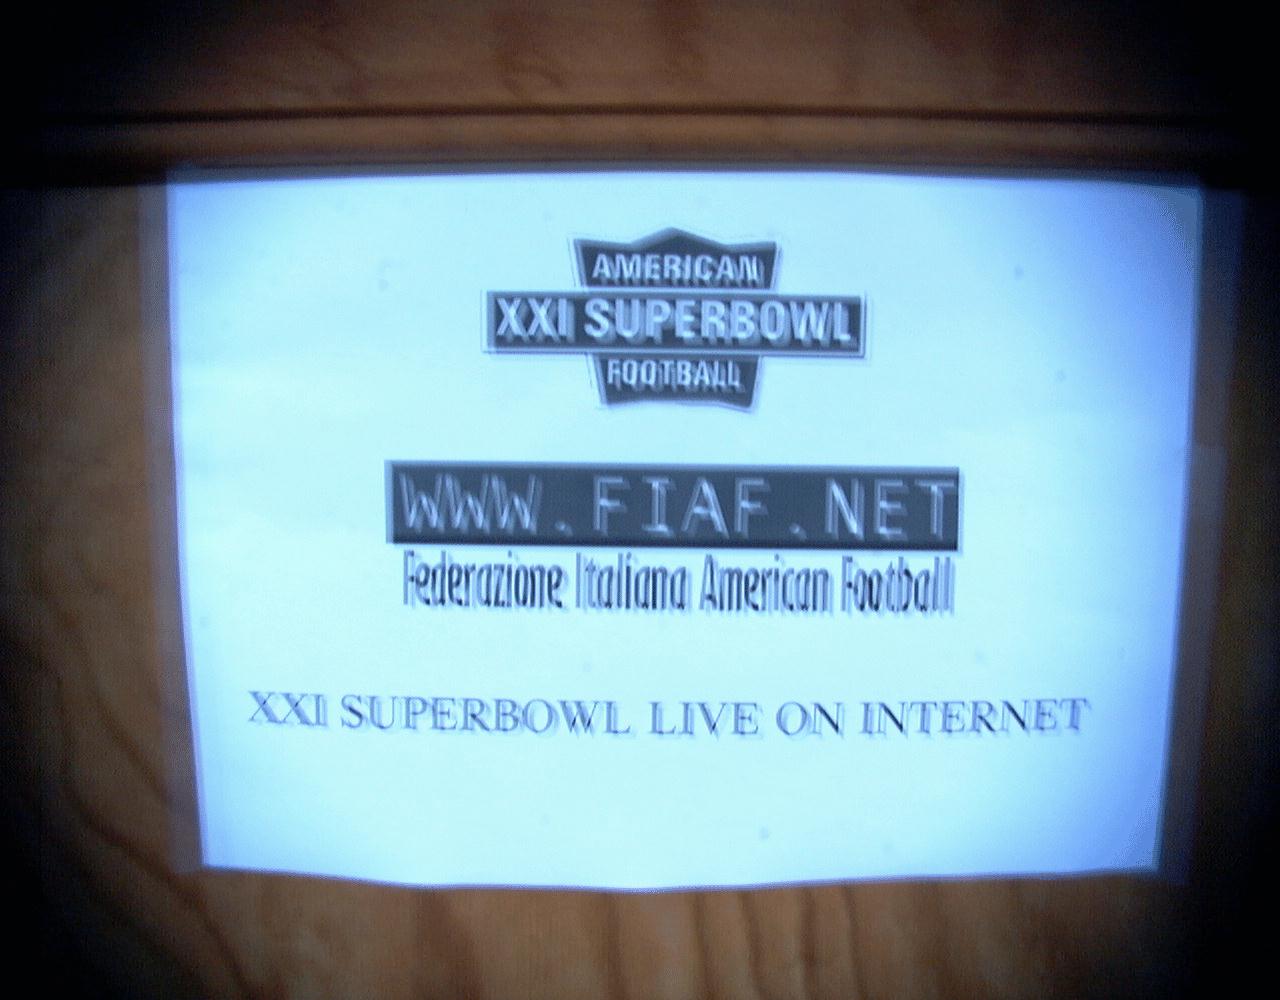 AMERICAN
XXI SUPERBOWL
FOOTBALL
WWW.FIAF.NET
Federazione Italiana American Football
XXI SUPERBOWL LIVE ON INTERNET